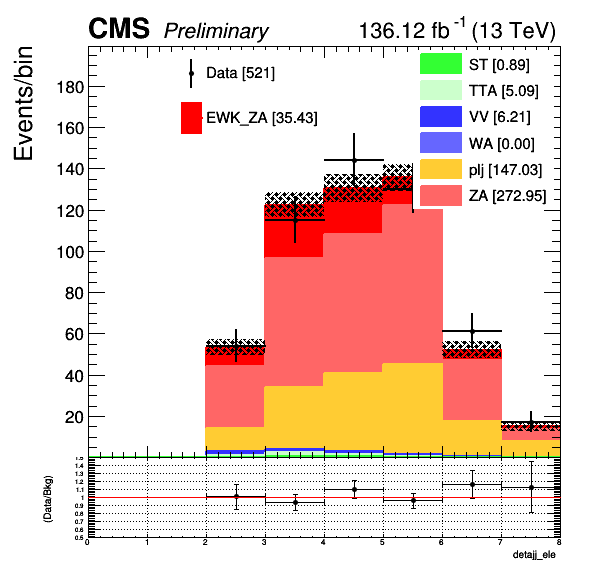 CMS Preliminary 136.12 fb⁻¹ (13 TeV)
Events/bin
180
160
140
120
100
80
60
40
20
Data [521]
EWK_ZA [35.43]
ST [0.89]
TTA [5.09]
VV [6.21]
WA [0.00]
plj [147.03]
ZA [272.95]
(Data/Bkg)
1.5
1.4
1.3
1.2
1.1
1
0.9
0.8
0.7
0.6
0.5
0 1 2 3 4 5 6 7 8
detajj_ele